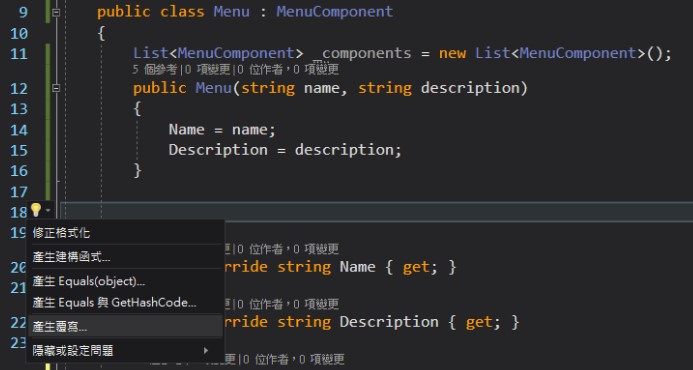 9 public class Menu : MenuComponent
10 {
11 List<MenuComponent> _components = new List<MenuComponent>();
5 個參考|0 項變更|0 位作者，0 項變更
12 public Menu(string name, string description)
13 {
14 Name = name;
15 Description = description;
16 }
17
18
19
修正格式化
更|0 位作者，0 項變更
產生建構函式...
20 rride string Name { get; }
產生 Equals(object)...
21
產生 Equals 與 GetHashCode...
更|0 位作者，0 項變更
22 rride string Description { get; }
產生覆寫...
23
隱藏或設定問題
更|0 位作者，0 項變更